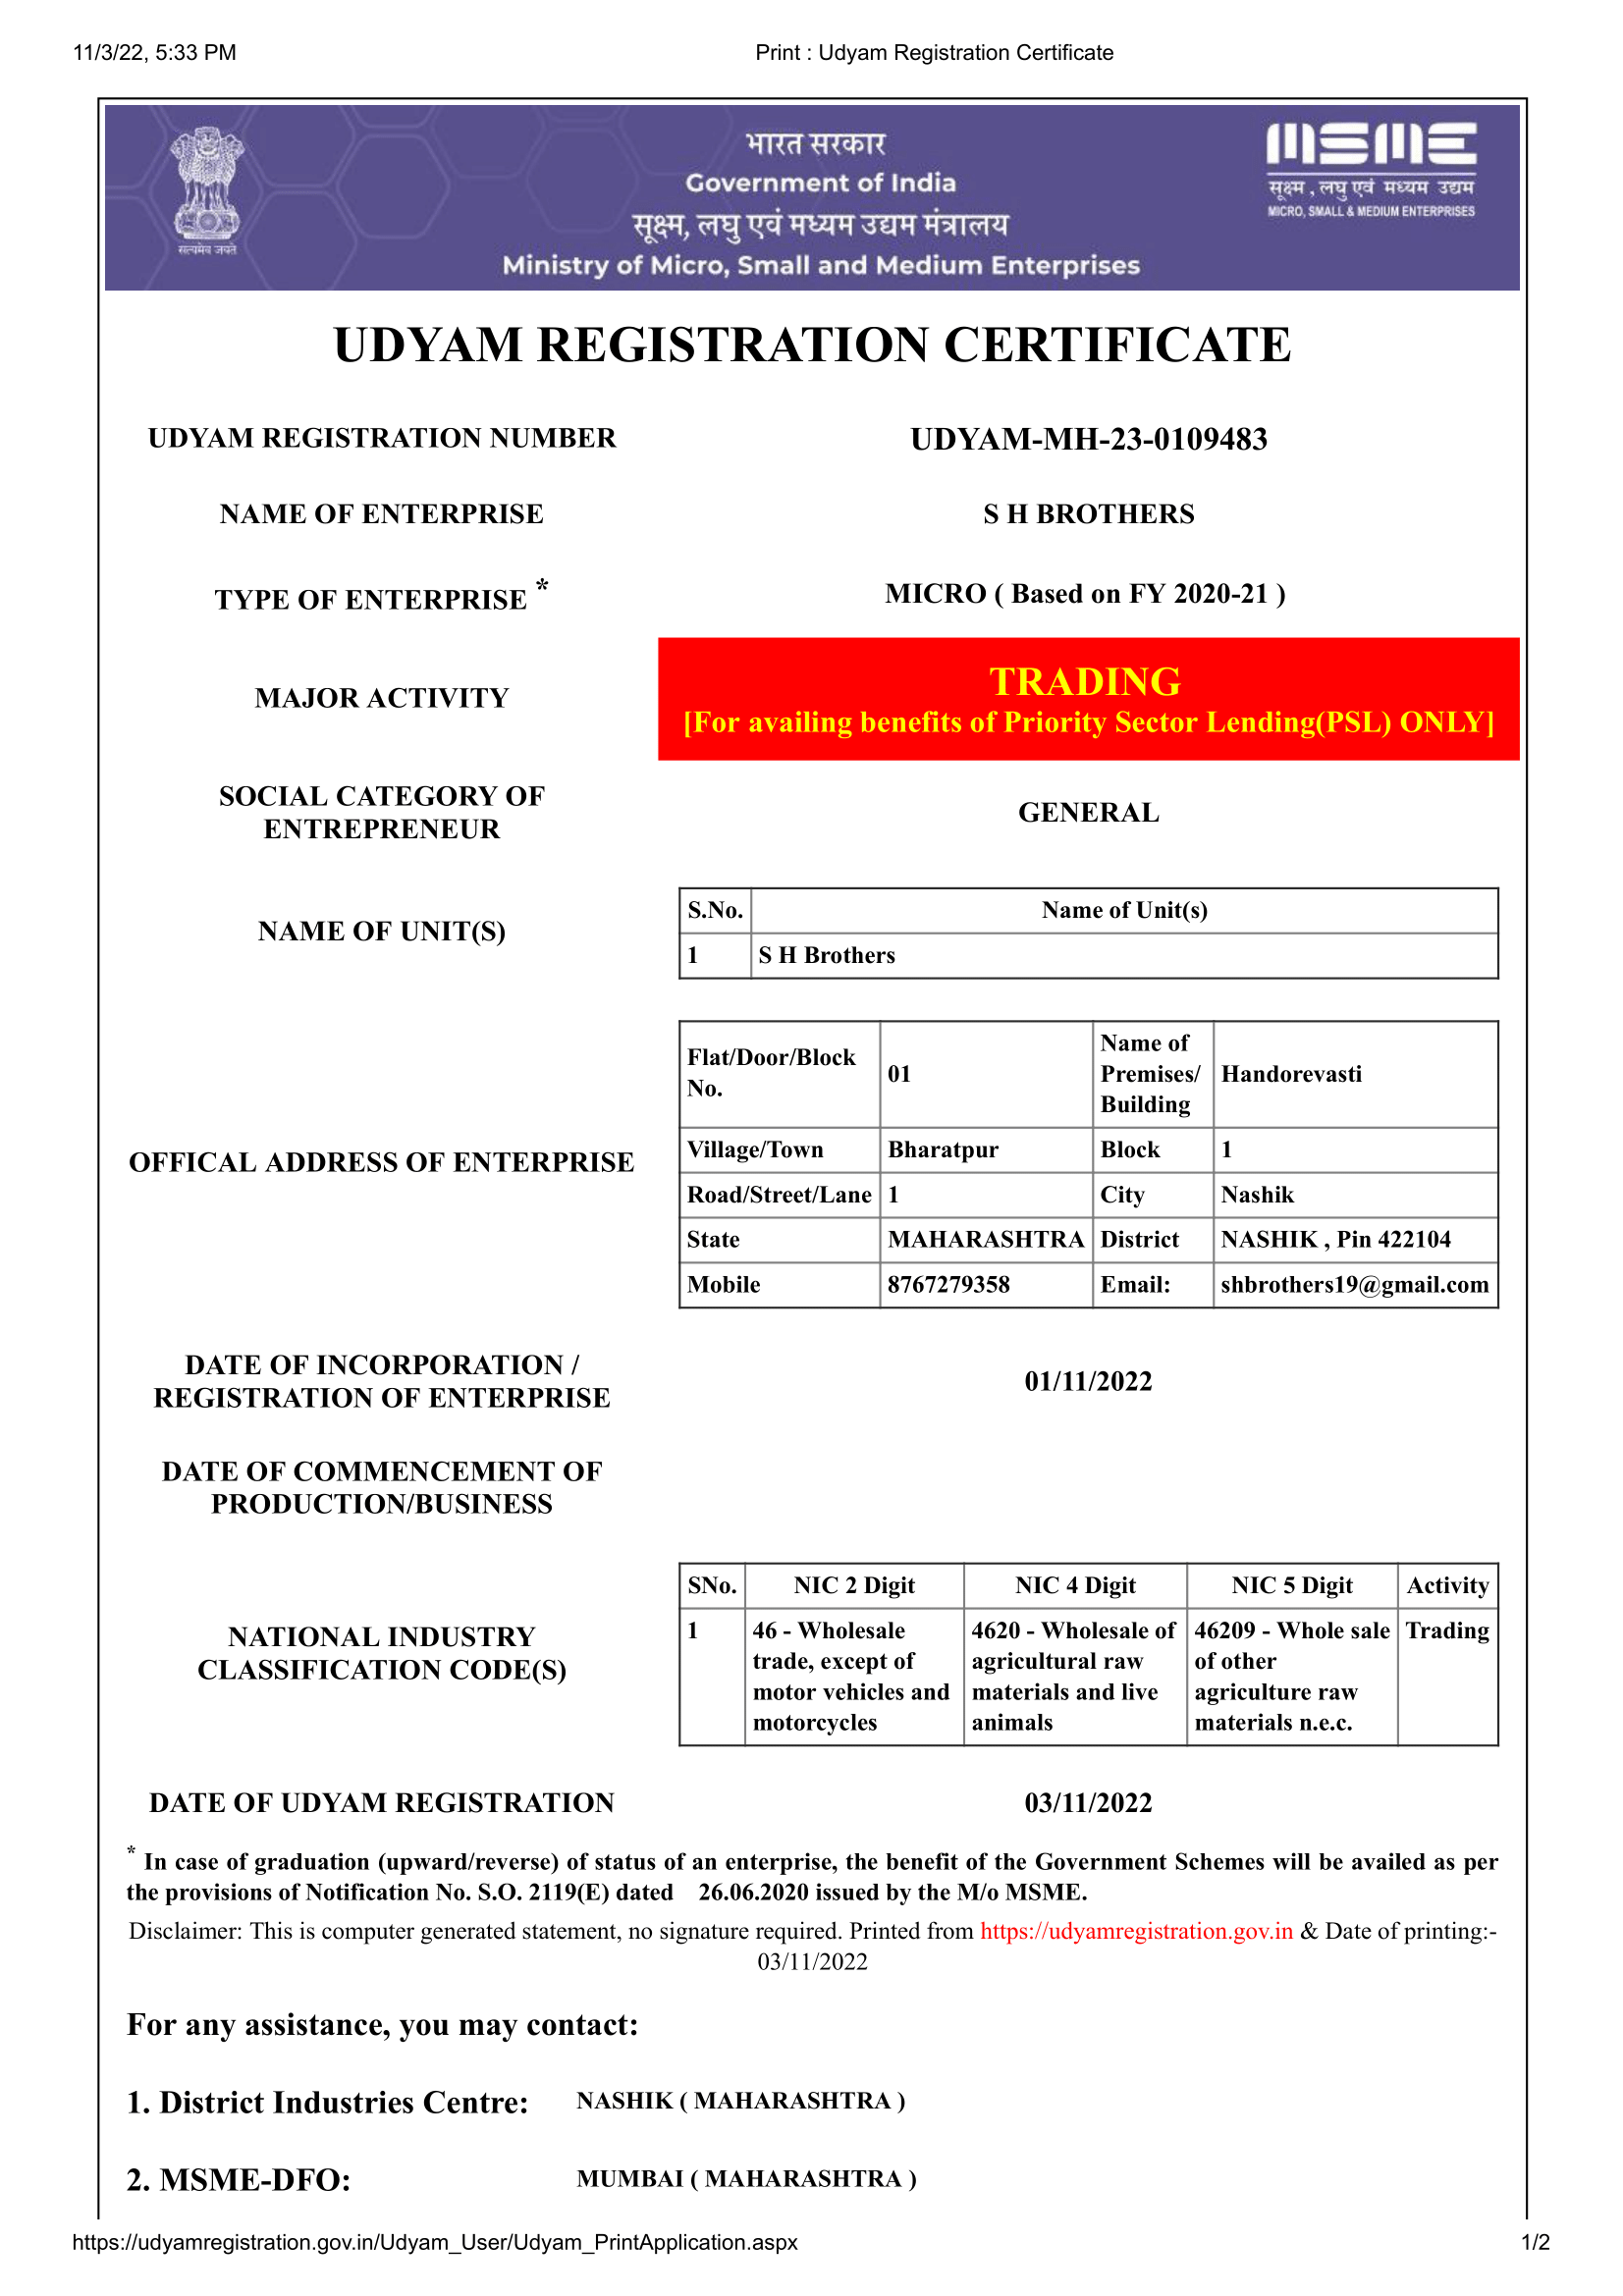 11/3/22, 5:33 PM
Print : Udyam Registration Certificate
सत्यमेव जयते
भारत सरकार
Government of India
सूक्ष्म, लघु एवं मध्यम उद्यम मंत्रालय
Ministry of Micro, Small and Medium Enterprises
MSME
सूक्ष्म , लघु एवं मध्यम उद्यम
MICRO, SMALL & MEDIUM ENTERPRISES
UDYAM REGISTRATION CERTIFICATE
UDYAM REGISTRATION NUMBER
UDYAM-MH-23-0109483
NAME OF ENTERPRISE
S H BROTHERS
TYPE OF ENTERPRISE *
MICRO ( Based on FY 2020-21 )
MAJOR ACTIVITY
TRADING
[For availing benefits of Priority Sector Lending(PSL) ONLY]
SOCIAL CATEGORY OF
ENTREPRENEUR
GENERAL
NAME OF UNIT(S)
S.No. Name of Unit(s)
1 S H Brothers
OFFICAL ADDRESS OF ENTERPRISE
Flat/Door/Block
No.
01
Name of
Premises/
Building
Handorevasti
Village/Town Bharatpur Block 1
Road/Street/Lane 1 City Nashik
State MAHARASHTRA District NASHIK , Pin 422104
Mobile 8767279358 Email: shbrothers19@gmail.com
DATE OF INCORPORATION /
REGISTRATION OF ENTERPRISE
01/11/2022
DATE OF COMMENCEMENT OF
PRODUCTION/BUSINESS
NATIONAL INDUSTRY
CLASSIFICATION CODE(S)
SNo. NIC 2 Digit NIC 4 Digit NIC 5 Digit Activity
1
46 - Wholesale
trade, except of
motor vehicles and
motorcycles
4620 - Wholesale of
agricultural raw
materials and live
animals
46209 - Whole sale
of other
agriculture raw
materials n.e.c.
Trading
DATE OF UDYAM REGISTRATION
03/11/2022
* In case of graduation (upward/reverse) of status of an enterprise, the benefit of the Government Schemes will be availed as per
the provisions of Notification No. S.O. 2119(E) dated 26.06.2020 issued by the M/o MSME.
Disclaimer: This is computer generated statement, no signature required. Printed from https://udyamregistration.gov.in & Date of printing:-
03/11/2022
For any assistance, you may contact:
1. District Industries Centre: NASHIK ( MAHARASHTRA )
2. MSME-DFO: MUMBAI ( MAHARASHTRA )
https://udyamregistration.gov.in/Udyam_User/Udyam_PrintApplication.aspx
1/2